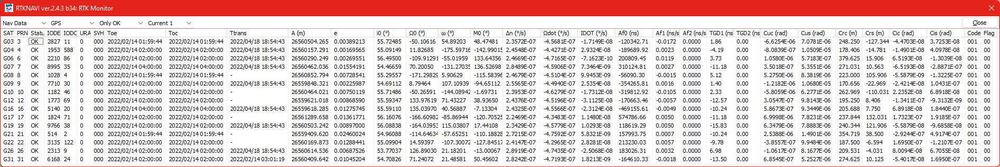 RTKNAVI ver.2.4.3 b34: RTK Monitor
Nav Data GPS Only OK Current 1 Close
SAT PRN Statu IODE IODC URA SVH Toe Toc Ttrans A (m) e i0 (°) Ω0 (°) ω (°) M0 (°) Δn (°/s) Ωdot (°/s) IDOT (°/s) Af0 (ns) Af1 (ns/s Af2 (ns/s TGD1 (ns TGD2 (ns Cuc (rad) Cus (rad) Crc (m) Crs (m) Cic (rad) Cis (rad) Code Flag
G03 3 OK 2827 11 0 000 2022/02/14 01:59:44 2022/02/14 01:59:44 2022/04/18 18:54:43 26560504.265 0.00389213 55.72485 -50.10616 54.89203 48.47481 2.3572E-07 -4.5681E-07 -1.7149E-08 -120342.71 -0.0172 0.0000 1.86 0.00 -6.6254E-06 7.0781E-06 248.250 -127.344 -4.4703E-08 3.7253E-08 001 00
G04 4 OK 1953 588 0 000 2022/02/14 02:00:00 2022/02/14 02:00:00 2022/04/18 18:54:43 26560157.291 0.00169565 55.09149 11.82685 -175.59716 -142.99015 2.4548E-07 -4.4271E-07 2.9324E-08 -189689.92 0.0023 0.0000 -4.19 0.00 -8.0839E-07 1.0509E-05 178.406 -14.781 -1.4901E-08 4.0978E-08 001 00
G06 6 OK 2210 86 0 000 2022/02/14 02:00:00 2022/02/14 02:00:00 2022/04/18 18:54:43 26560290.249 0.00269551 56.49500 -109.91291 -55.01915 133.64356 2.4669E-07 -4.7165E-07 -7.1623E-10 200809.45 0.0119 0.0000 3.73 0.00 1.0580E-06 5.7183E-07 379.625 15.906 6.5193E-08 -1.3039E-08 001 00
G07 7 OK 8995 35 0 000 2022/02/14 04:00:00 2022/02/14 04:00:00 2022/04/18 18:54:43 26560462.036 0.01554191 54.46659 70.20050 -131.27035 136.52698 2.8489E-07 -4.5906E-07 7.3464E-09 310124.81 0.0027 0.0000 -11.18 0.00 3.5018E-07 5.3551E-06 271.031 10.563 -6.5193E-08 -2.8871E-07 001 00
G08 8 OK 1028 4 0 000 2022/02/14 01:59:44 2022/02/14 01:59:44 - 26560852.794 0.00728541 55.29557 -171.29829 5.90629 -115.58396 2.4679E-07 -4.5104E-07 9.9453E-09 -56090.30 -0.0015 0.0000 5.12 0.00 5.2750E-06 8.3819E-06 223.000 105.906 -5.5879E-09 -1.3225E-07 001 00
G09 9 OK 7710 30 0 000 2022/02/14 02:00:00 2022/02/14 02:00:00 2022/04/18 18:54:43 26559848.321 0.00225987 54.69112 8.79464 107.10939 -94.65112 2.5565E-07 -4.4940E-07 2.5354E-08 -354265.81 0.0016 0.0000 1.40 0.00 -1.2182E-06 1.0680E-05 170.656 -22.969 -2.4214E-08 1.0431E-07 001 00
G10 10 OK 1182 46 0 000 2022/02/14 02:00:00 2022/02/14 02:00:00 - 26560464.021 0.00750119 55.71486 -50.26591 -144.08942 -1.69731 2.3953E-07 -4.6279E-07 -1.7312E-08 -319812.92 -0.0105 0.0000 2.33 0.00 -5.8059E-06 6.2771E-06 262.969 -110.031 2.2352E-08 6.8918E-08 001 00
G12 12 OK 1773 69 0 000 2022/02/14 02:00:00 2022/02/14 02:00:00 - 26559621.018 0.00868590 55.59347 133.97619 71.43227 38.93650 2.4376E-07 -4.5196E-07 -3.1125E-08 -170663.46 -0.0057 0.0000 -12.57 0.00 3.0547E-07 9.8143E-06 195.250 8.406 -1.3411E-07 -9.3132E-09 001 00
G16 16 OK 5140 20 0 000 2022/02/14 04:00:00 2022/02/14 04:00:00 2022/04/18 18:54:43 26559618.285 0.01275745 55.59110 135.03970 40.56887 -7.13304 2.4325E-07 -4.5566E-07 -2.3124E-08 -469155.61 -0.0049 0.0000 -10.24 0.00 5.8673E-07 9.3449E-06 205.688 7.750 6.8918E-08 1.8440E-07 001 00
G17 17 OK 1824 71 0 000 2022/02/14 02:00:00 2022/02/14 02:00:00 - 26561289.658 0.01361771 56.16076 -166.60982 -85.86944 -120.70525 2.2469E-07 -4.3483E-07 1.1480E-08 574786.66 0.0050 0.0000 -11.18 0.00 6.9998E-06 7.8231E-06 237.844 132.031 1.7323E-07 1.9185E-07 001 00
G19 19 OK 9766 38 0 000 2022/02/14 02:00:00 2022/02/14 02:00:00 2022/04/18 18:54:43 26560503.242 0.00897000 56.08838 -164.03953 115.03807 17.44108 2.3429E-07 -4.5779E-07 1.0293E-08 118619.29 0.0050 0.0000 -15.83 0.00 6.3479E-06 7.8883E-06 240.344 121.906 -5.5879E-08 -9.6858E-08 001 00
G21 21 OK 514 2 0 000 2022/02/14 01:59:44 2022/02/14 01:59:44 - 26559409.620 0.02460024 54.96088 -114.64634 -57.65251 -110.18828 2.7215E-07 -4.7592E-07 5.8321E-09 157993.75 0.0007 0.0000 -10.24 0.00 2.5388E-06 1.4901E-06 354.719 38.500 -2.9244E-07 4.9174E-07 001 00
G22 22 OK 3135 122 0 000 2022/02/14 02:00:00 2022/02/14 02:00:00 - 26560169.873 0.01288441 55.09904 14.59397 -107.30072 -127.84517 2.4147E-07 -4.2965E-07 2.8281E-08 213230.03 0.0057 0.0000 -9.78 0.00 -3.8557E-07 9.9484E-06 187.500 -6.594 1.6950E-07 -1.2107E-07 001 00
G26 26 OK 2313 9 0 000 2022/02/14 02:00:00 2022/02/14 02:00:00 2022/04/18 18:54:43 26560614.536 0.00687526 53.77037 126.89030 21.18201 -13.00067 2.8919E-07 -4.7435E-07 -2.5068E-08 183026.31 0.0032 0.0000 6.98 0.00 -1.0617E-07 8.1677E-06 209.531 -4.031 8.0094E-08 6.7055E-08 001 00
G31 31 OK 6168 24 0 000 2022/02/14 02:00:00 2022/02/14 02:00:00 2022/02/14 03:01:19 26560409.642 0.01045204 54.70826 71.24072 21.48581 50.45602 2.8242E-07 -4.7193E-07 1.8213E-09 -164610.33 -0.0018 0.0000 -13.50 0.00 6.8545E-07 5.2527E-06 274.625 10.125 -5.4017E-08 1.6950E-07 001 00